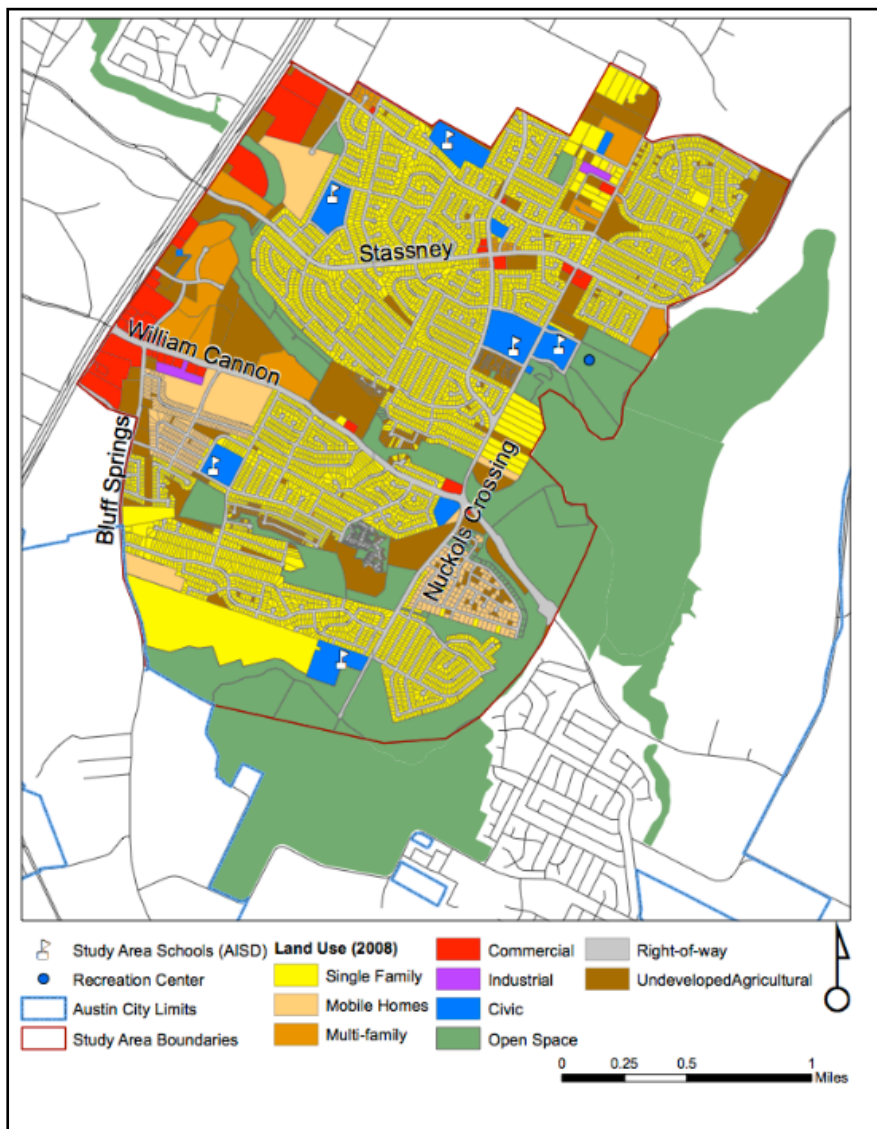 Stassney
William Cannon
Bluff Springs
Nuckols Crossing
Study Area Schools (AISD)
Recreation Center
Austin City Limits
Study Area Boundaries
Land Use (2008)
Single Family
Mobile Homes
Multi-family
Commercial
Industrial
Civic
Open Space
Right-of-way
UndevelopedAgricultural
0 0.25 0.5 1
Miles